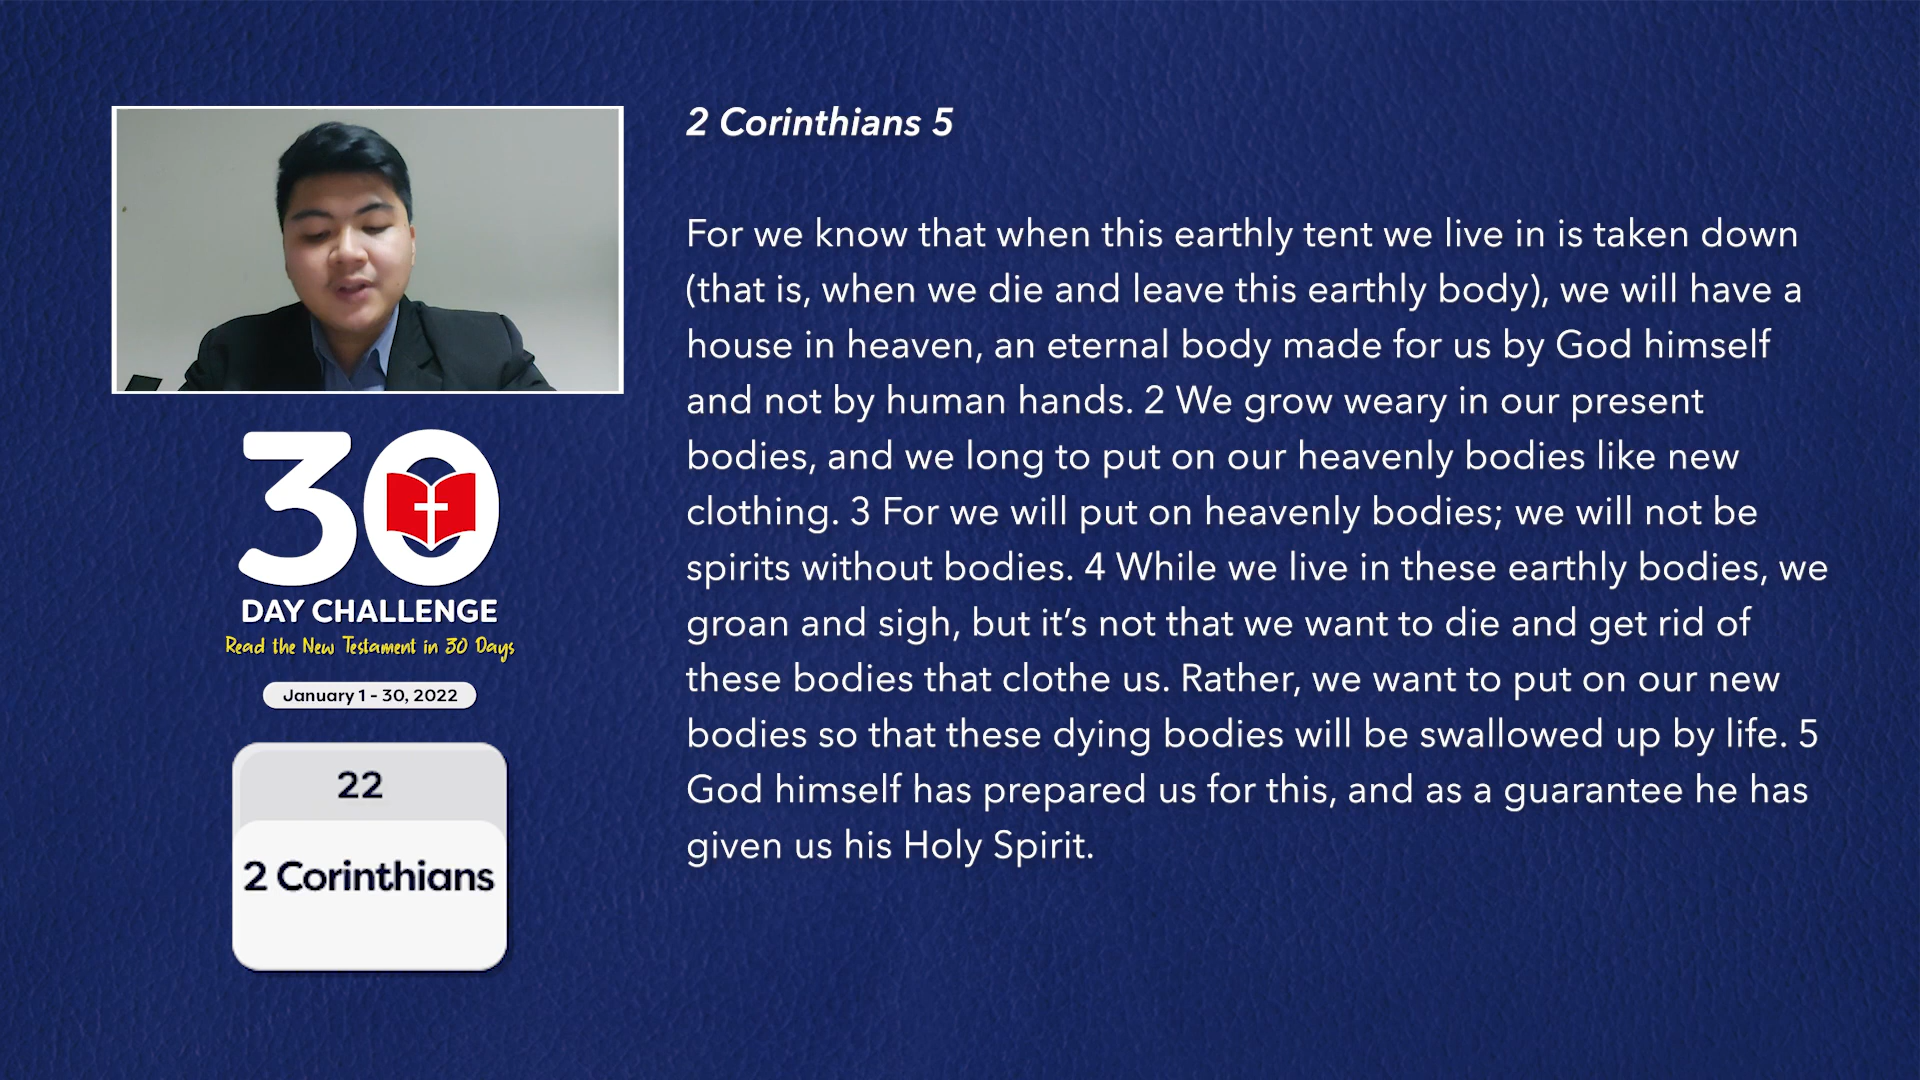 2 Corinthians 5
For we know that when this earthly tent we live in is taken down
(that is, when we die and leave this earthly body), we will have a
house in heaven, an eternal body made for us by God himself
and not by human hands. 2 We grow weary in our present
bodies, and we long to put on our heavenly bodies like new
clothing. 3 For we will put on heavenly bodies; we will not be
spirits without bodies. 4 While we live in these earthly bodies, we
groan and sigh, but it’s not that we want to die and get rid of
these bodies that clothe us. Rather, we want to put on our new
bodies so that these dying bodies will be swallowed up by life. 5
God himself has prepared us for this, and as a guarantee he has
given us his Holy Spirit.
30
DAY CHALLENGE
Read the New Testament in 30 Days
January 1 - 30, 2022
22
2 Corinthians